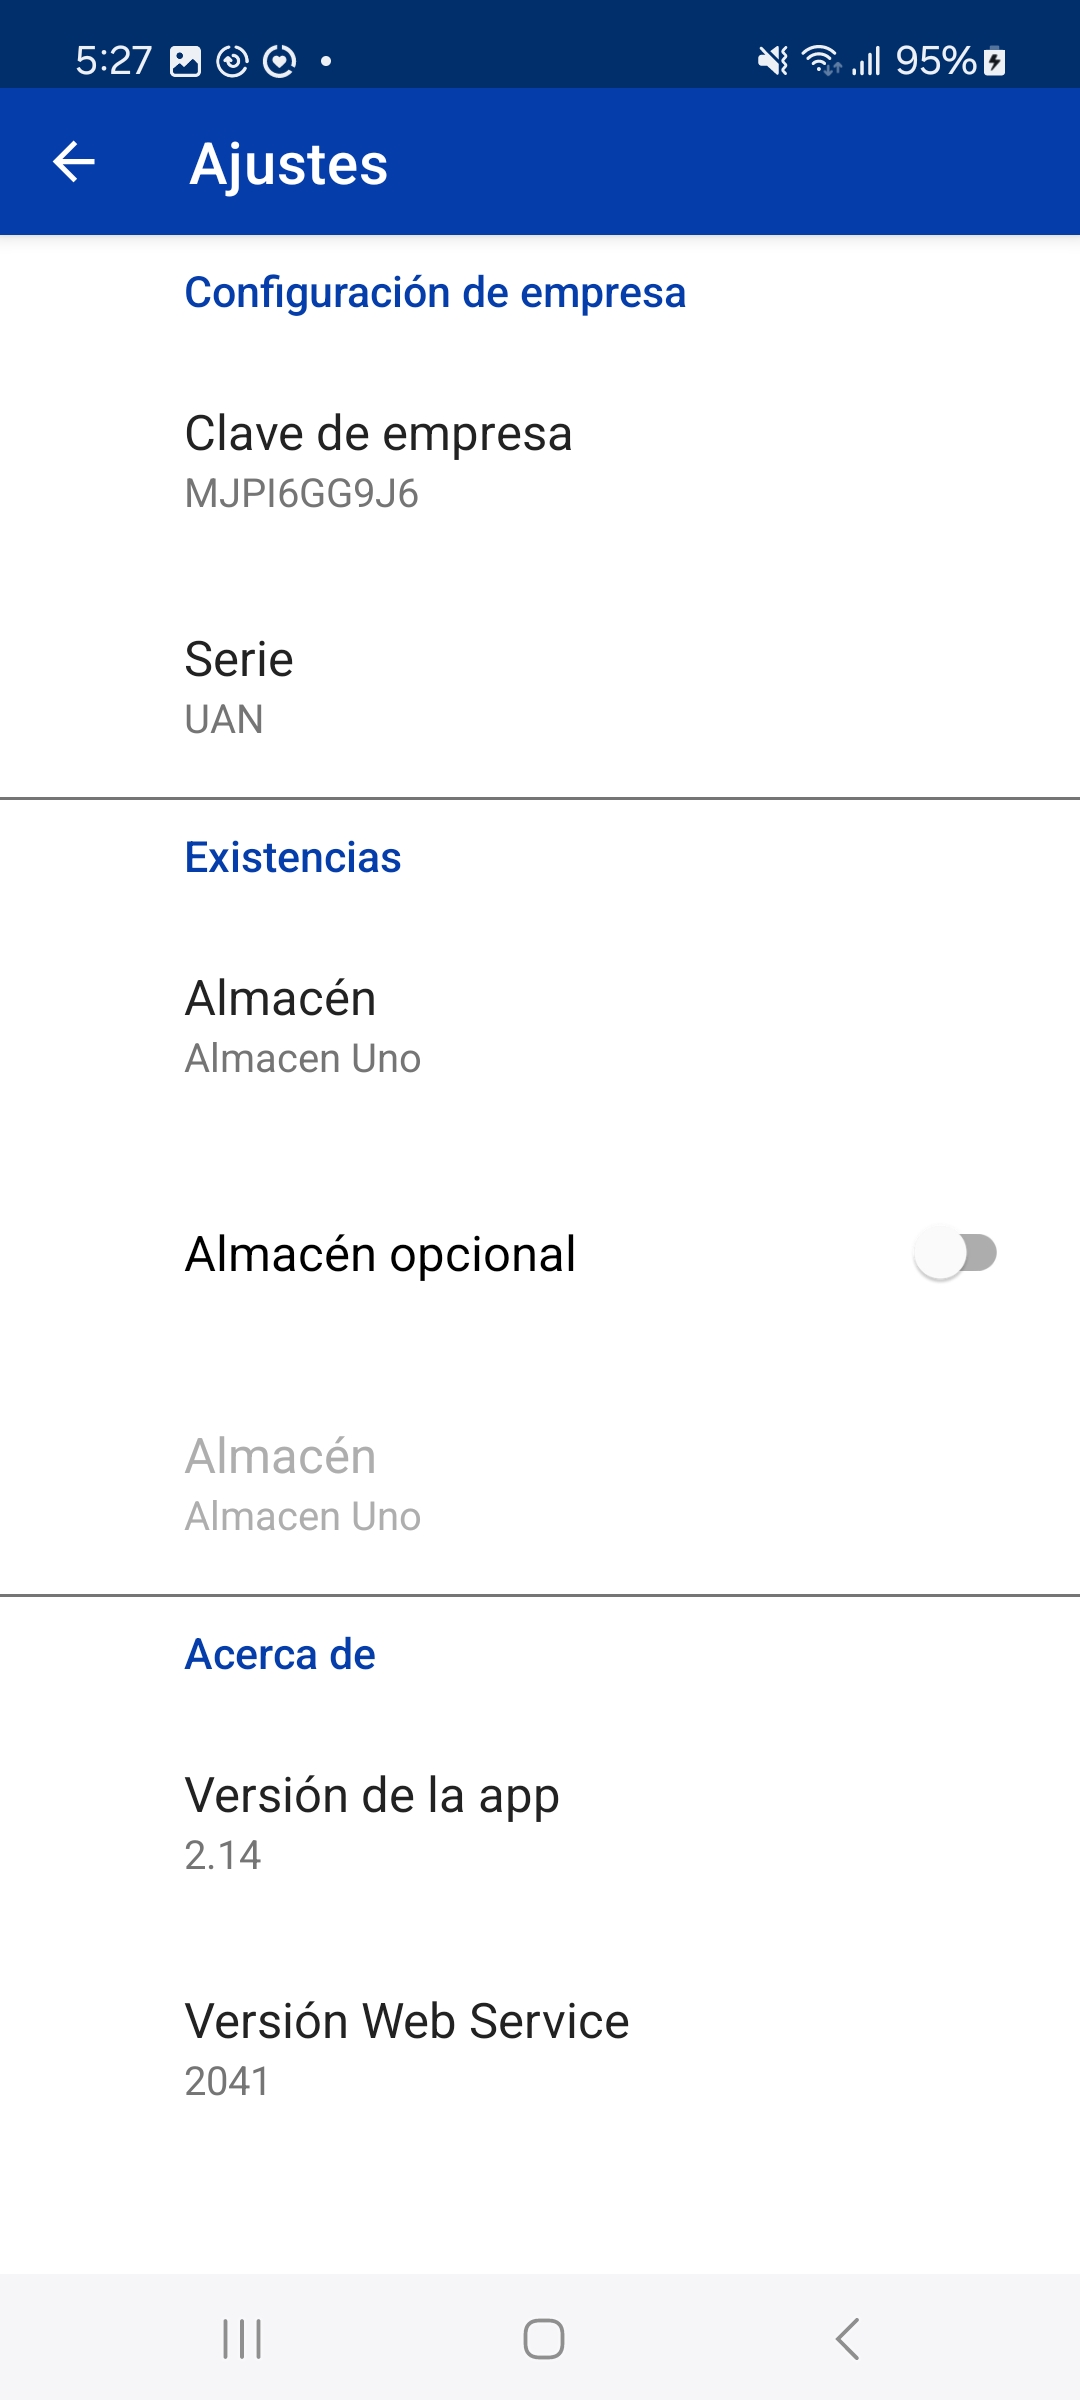 5:27
95%
Ajustes
Configuración de empresa
Clave de empresa
MJPI6GG9J6
Serie
UAN
Existencias
Almacén
Almacen Uno
Almacén opcional
Almacén
Almacen Uno
Acerca de
Versión de la app
2.14
Versión Web Service
2041